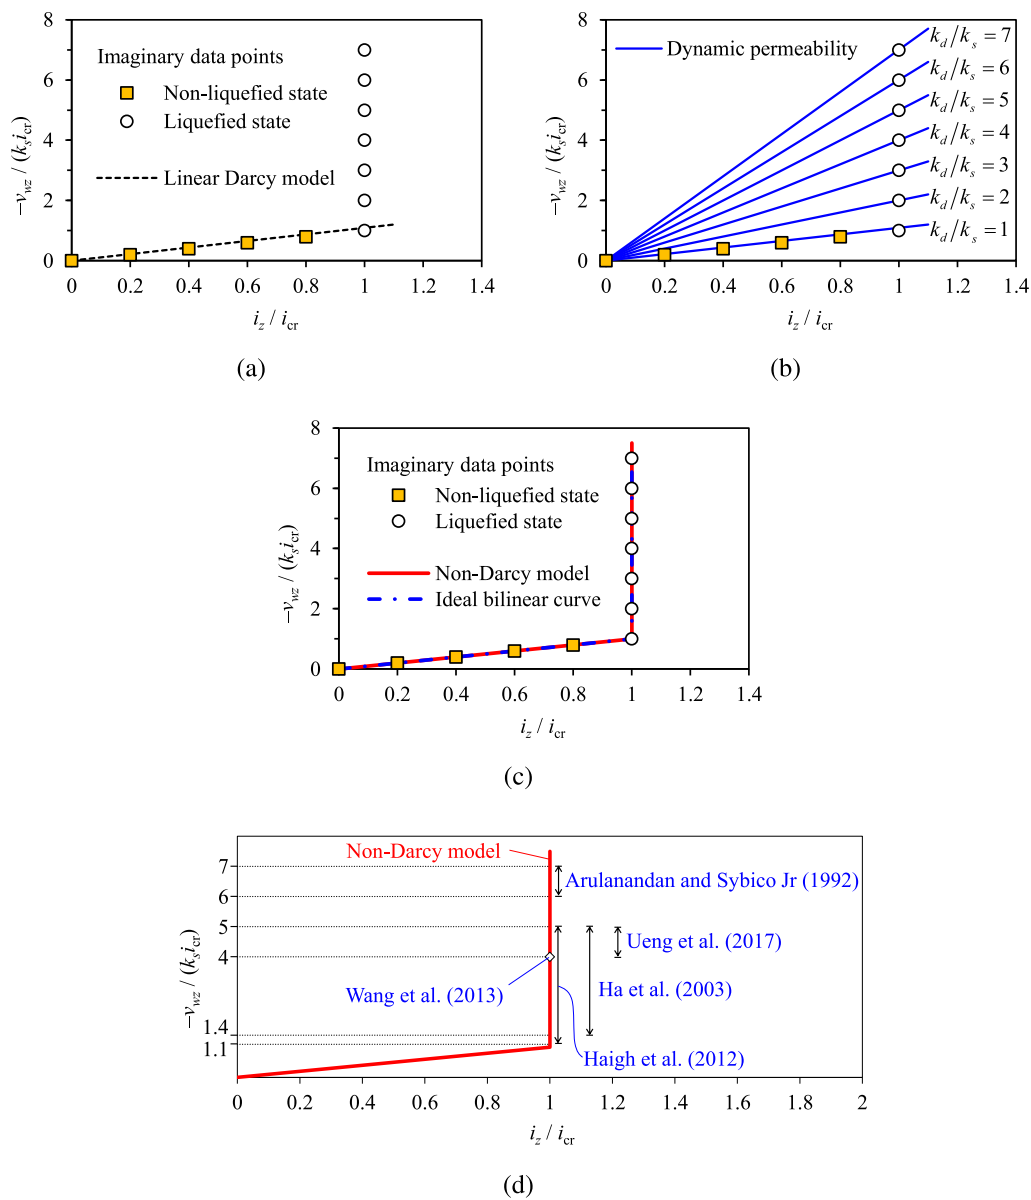 (a)
8
6
4
2
0
−v_wz / (k_s i_cr)
Imaginary data points
Non-liquefied state
Liquefied state
Linear Darcy model
0 0.2 0.4 0.6 0.8 1 1.2 1.4
i_z / i_cr
(a)
(b)
8
6
4
2
0
−v_wz / (k_s i_cr)
Dynamic permeability
k_d/k_s = 7
k_d/k_s = 6
k_d/k_s = 5
k_d/k_s = 4
k_d/k_s = 3
k_d/k_s = 2
k_d/k_s = 1
0 0.2 0.4 0.6 0.8 1 1.2 1.4
i_z / i_cr
(b)
8
6
4
2
0
−v_wz / (k_s i_cr)
Imaginary data points
Non-liquefied state
Liquefied state
Non-Darcy model
Ideal bilinear curve
0 0.2 0.4 0.6 0.8 1 1.2 1.4
i_z / i_cr
(c)
7
6
5
4
1.4
1.1
−v_wz / (k_s i_cr)
Non-Darcy model
Arulanandan and Sybico Jr (1992)
Ueng et al. (2017)
Wang et al. (2013)
Ha et al. (2003)
Haigh et al. (2012)
0 0.2 0.4 0.6 0.8 1 1.2 1.4 1.6 1.8 2
i_z / i_cr
(d)